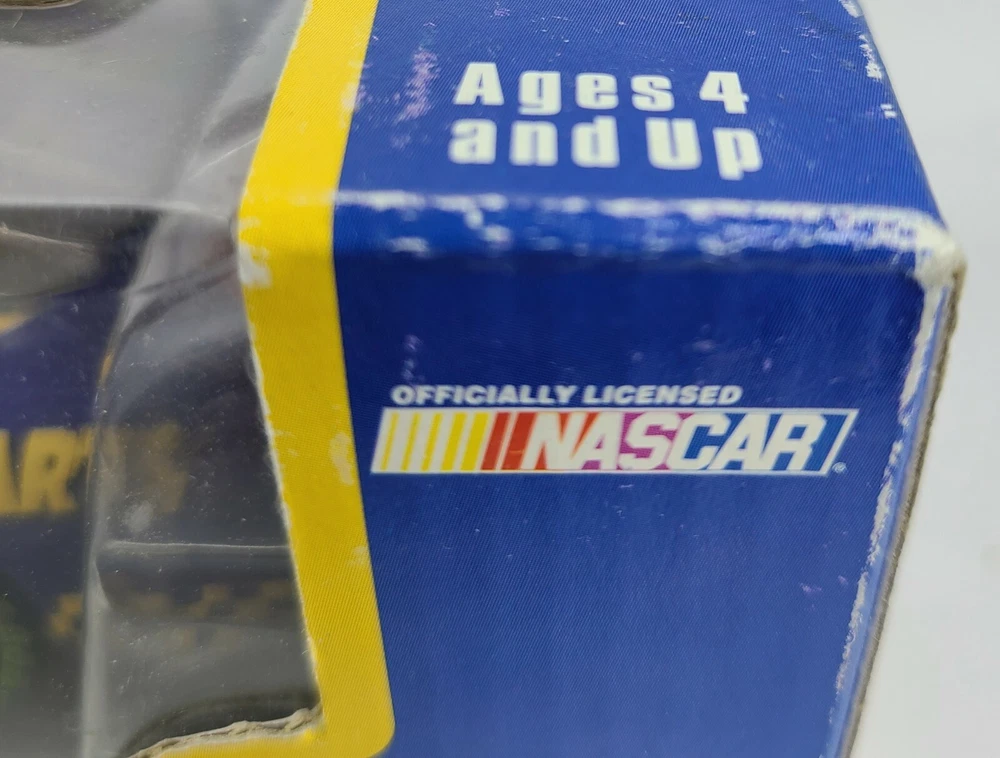 Ages 4
and Up
OFFICIALLY LICENSED
NASCAR